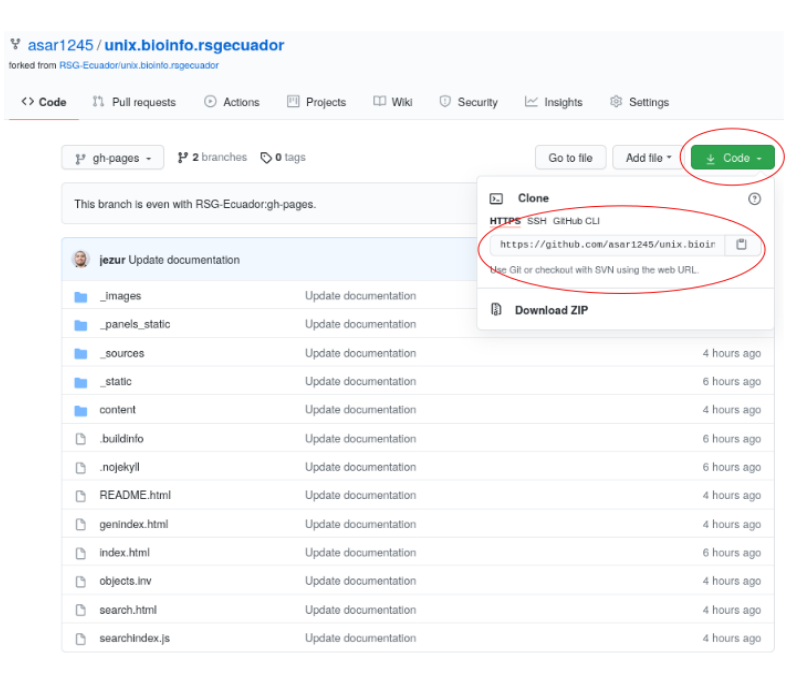 asar1245 / unix.bioinfo.rsgecuador
forked from RSG-Ecuador/unix.bioinfo.rsgecuador
<> Code Pull requests Actions Projects Wiki Security Insights Settings
gh-pages 2 branches 0 tags Go to file Add file Code
This branch is even with RSG-Ecuador:gh-pages.
Clone
HTTPS SSH GitHub CLI
https://github.com/asar1245/unix.bioin
Use Git or checkout with SVN using the web URL.
Download ZIP
jezur Update documentation
_images Update documentation
_panels_static Update documentation
_sources Update documentation 4 hours ago
_static Update documentation 6 hours ago
content Update documentation 4 hours ago
.buildinfo Update documentation 6 hours ago
.nojekyll Update documentation 6 hours ago
README.html Update documentation 4 hours ago
genindex.html Update documentation 4 hours ago
index.html Update documentation 6 hours ago
objects.inv Update documentation 4 hours ago
search.html Update documentation 4 hours ago
searchindex.js Update documentation 4 hours ago